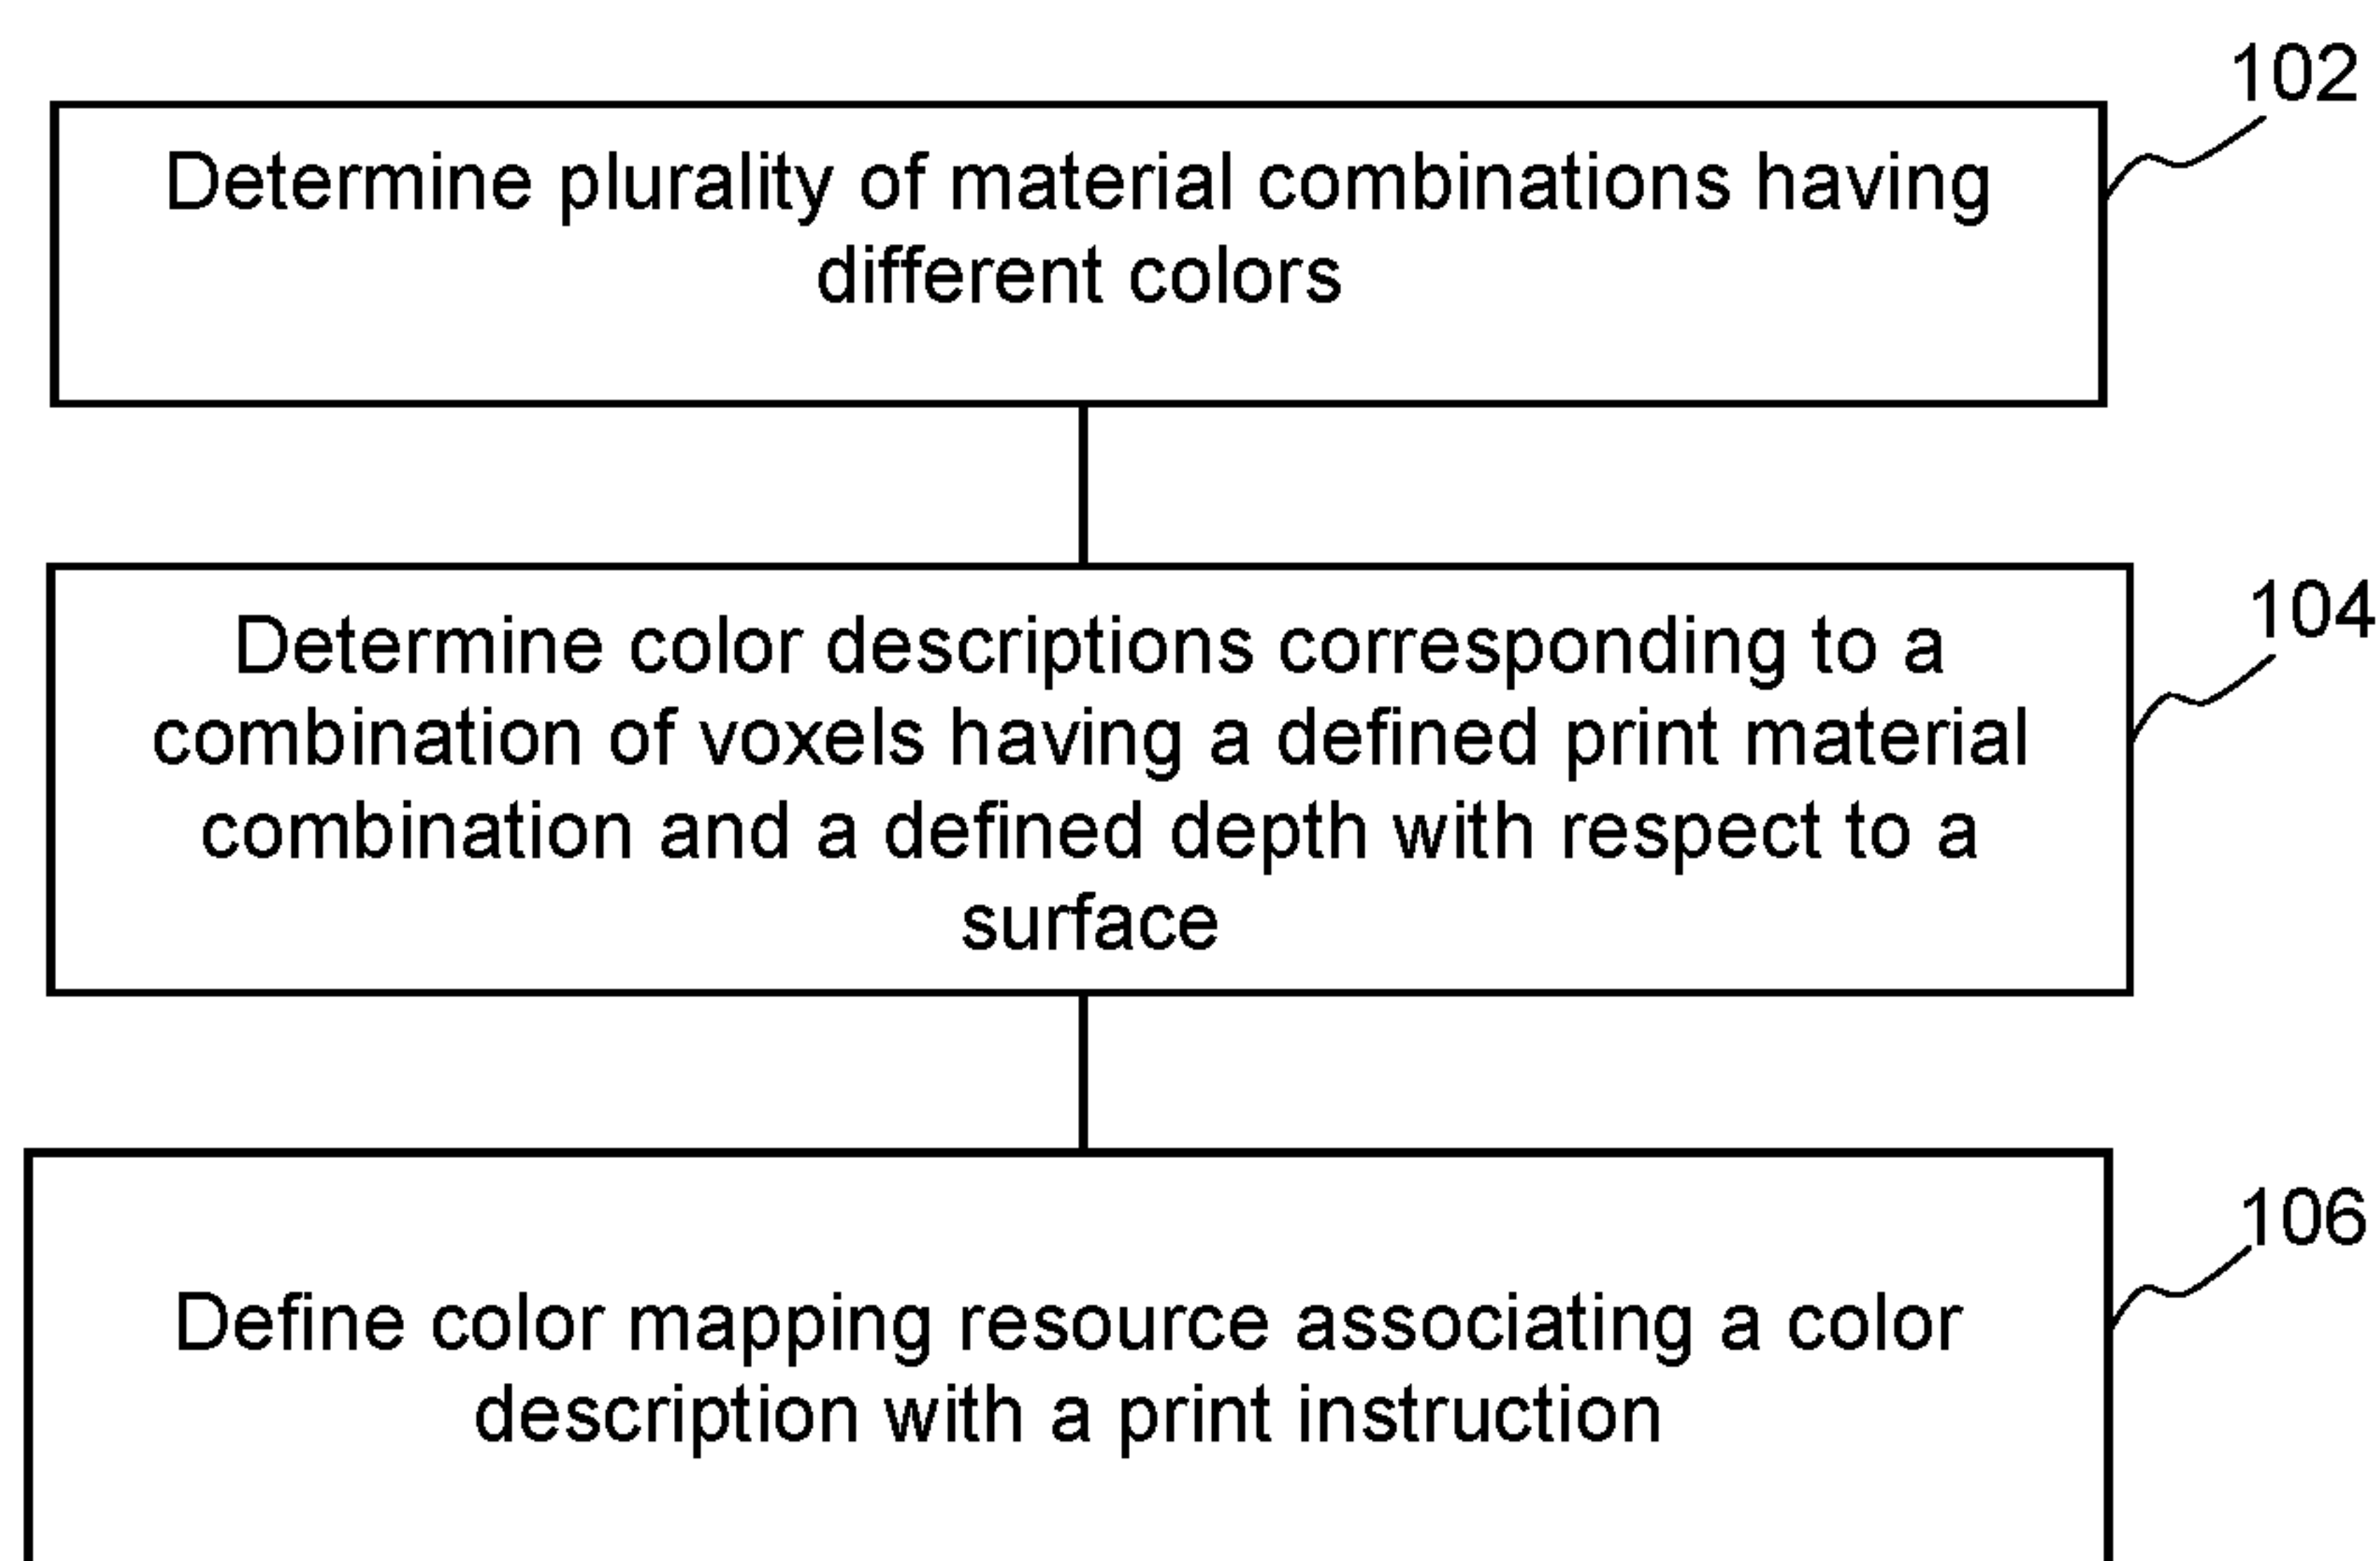 102
Determine plurality of material combinations having
different colors
104
Determine color descriptions corresponding to a
combination of voxels having a defined print material
combination and a defined depth with respect to a
surface
106
Define color mapping resource associating a color
description with a print instruction